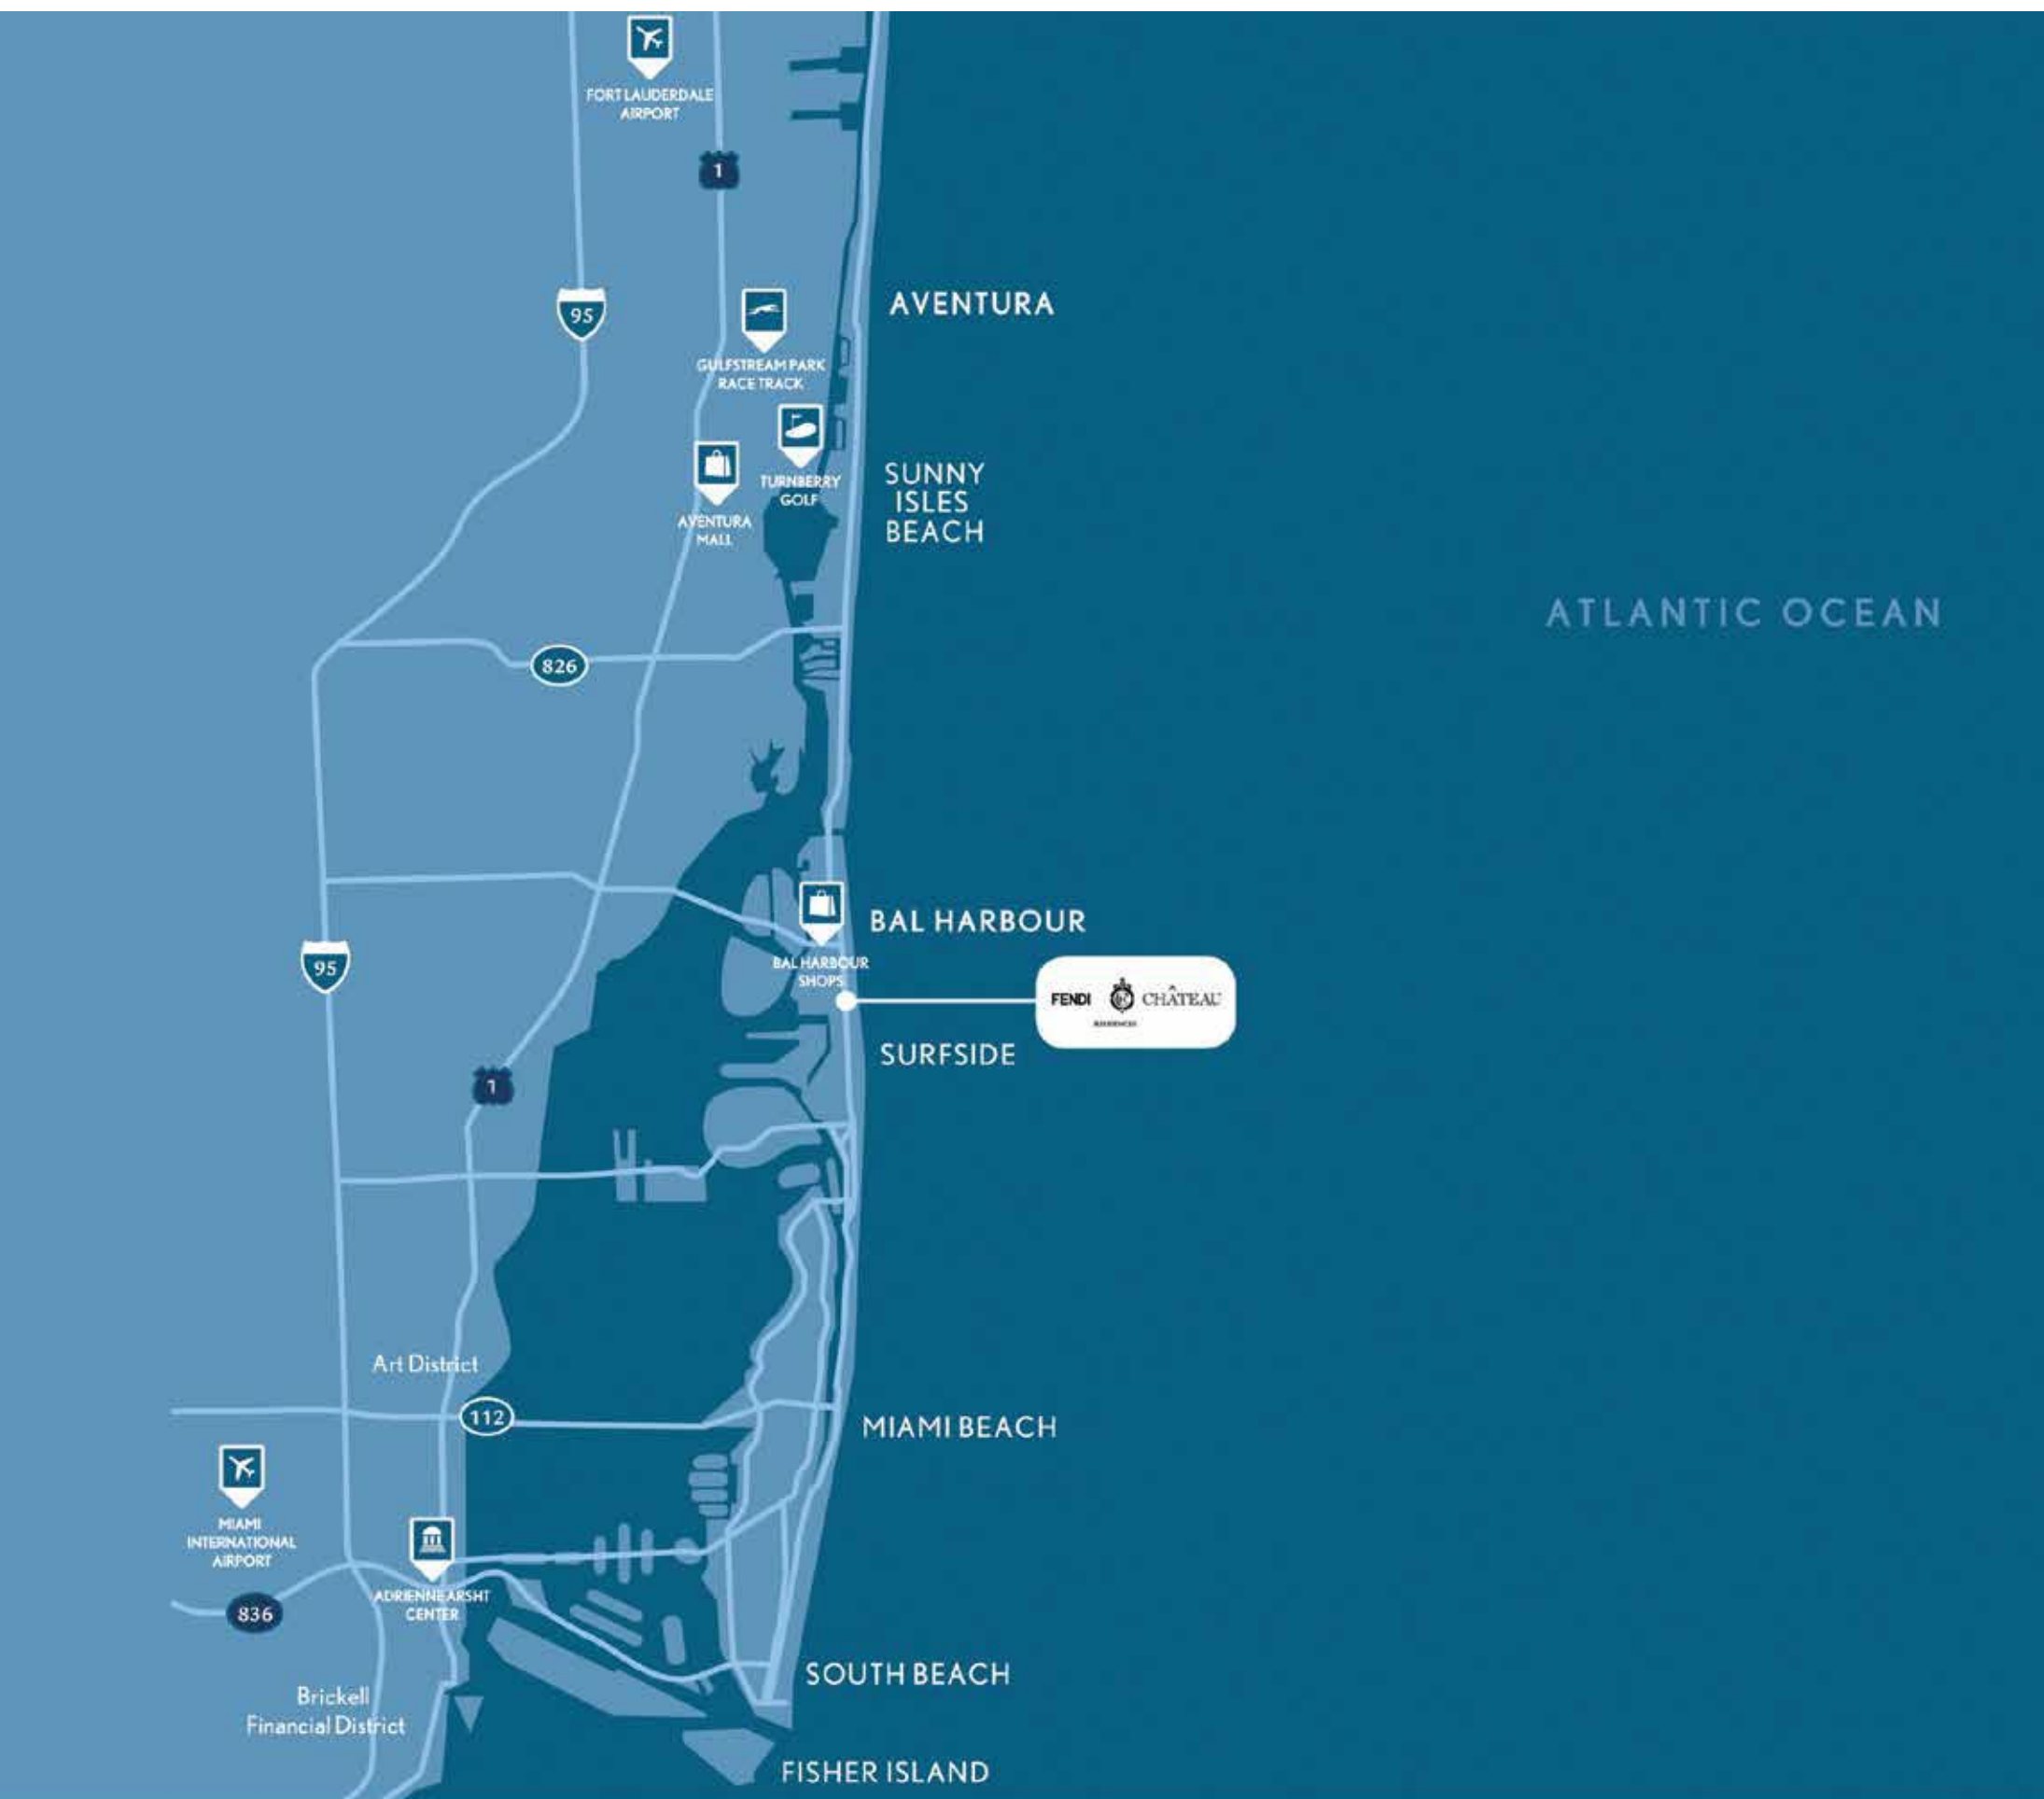 FORT LAUDERDALE
AIRPORT
1
95
AVENTURA
GULFSTREAM PARK
RACE TRACK
TURNBERRY
GOLF
SUNNY
ISLES
BEACH
AVENTURA
MALL
ATLANTIC OCEAN
826
BAL HARBOUR
BAL HARBOUR
SHOPS
95
FENDI
CHÂTEAU
RESIDENCES
SURFSIDE
1
Art District
112
MIAMI BEACH
MIAMI
INTERNATIONAL
AIRPORT
ADRIENNE ARSHT
CENTER
836
SOUTH BEACH
Brickell
Financial District
FISHER ISLAND